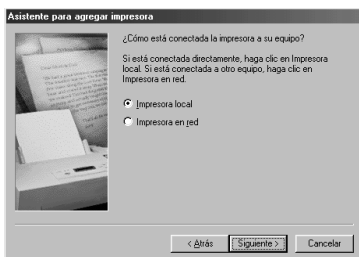 Asistente para agregar impresora
¿Cómo está conectada la impresora a su equipo?
Si está conectada directamente, haga clic en Impresora
local. Si está conectada a otro equipo, haga clic en
Impresora en red.
Impresora local
Impresora en red
< Atrás
Siguiente >
Cancelar